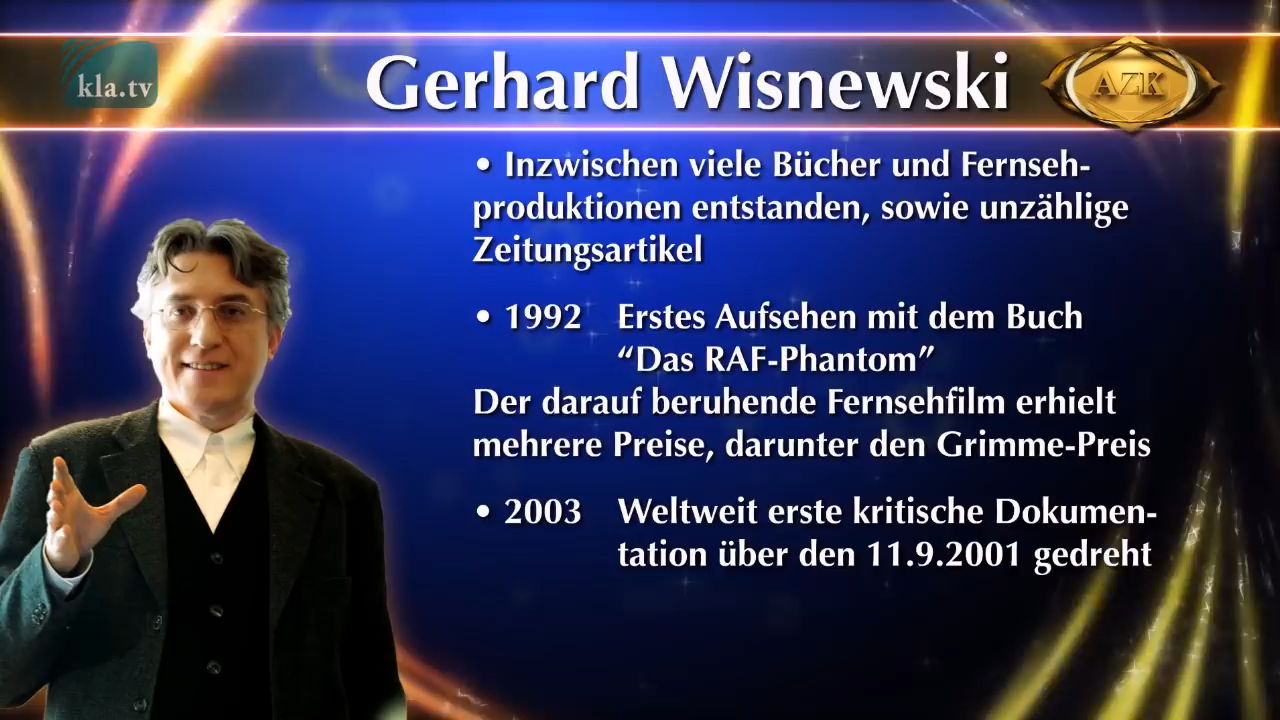 kla.tv
Gerhard Wisnewski
AZK
• Inzwischen viele Bücher und Fernseh-
produktionen entstanden, sowie unzählige
Zeitungsartikel
• 1992 Erstes Aufsehen mit dem Buch
“Das RAF-Phantom”
Der darauf beruhende Fernsehfilm erhielt
mehrere Preise, darunter den Grimme-Preis
• 2003 Weltweit erste kritische Dokumen-
tation über den 11.9.2001 gedreht